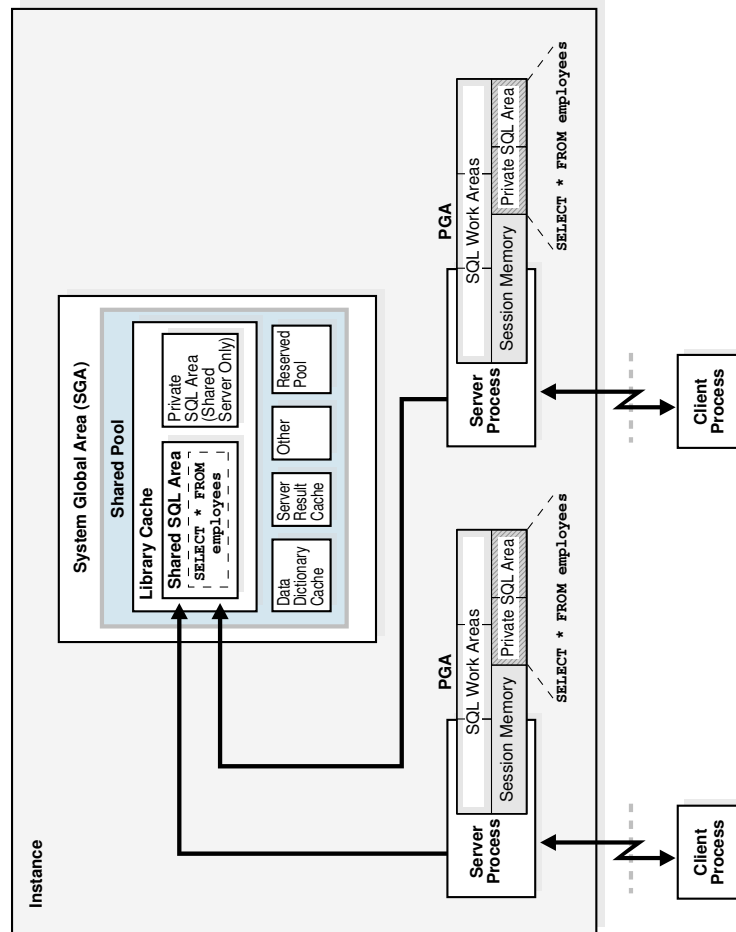 Instance
System Global Area (SGA)
Shared Pool
Library Cache
Shared SQL Area
SELECT * FROM
employees
Private
SQL Area
(Shared
Server Only)
Data
Dictionary
Cache
Server
Result
Cache
Other
Reserved
Pool
PGA
SQL Work Areas
Session Memory
Private SQL Area
Server
Process
SELECT * FROM employees
PGA
SQL Work Areas
Session Memory
Private SQL Area
Server
Process
SELECT * FROM employees
Client
Process
Client
Process